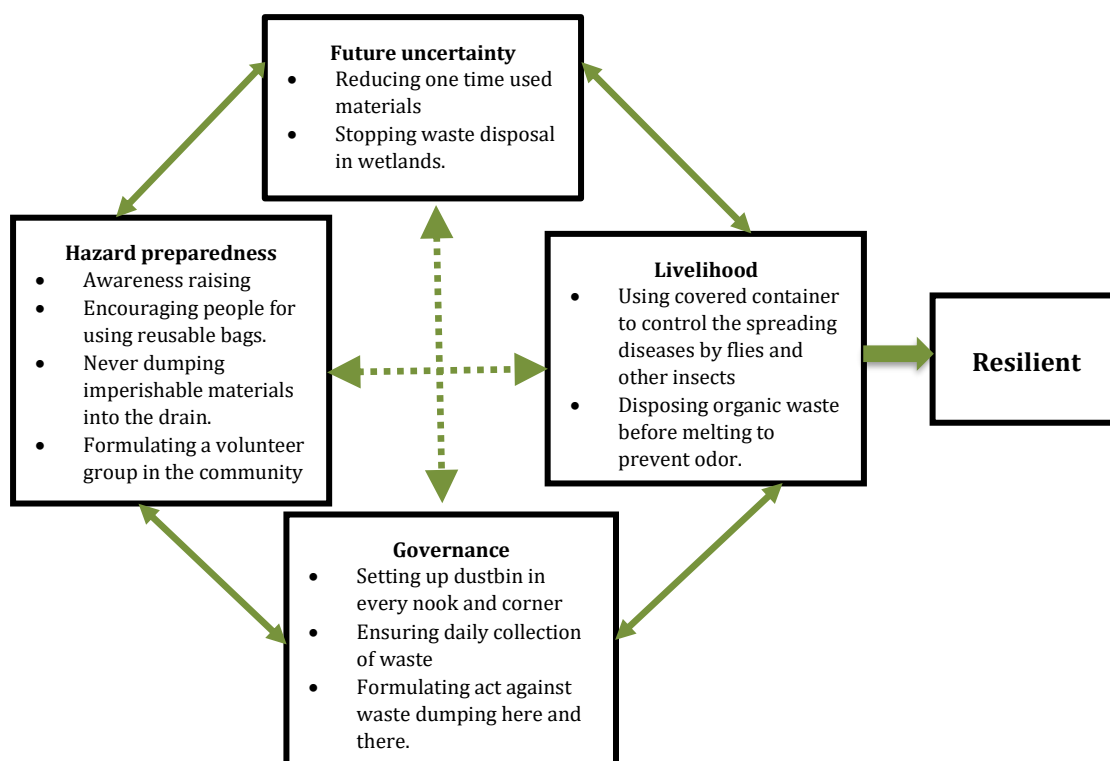 Future uncertainty
• Reducing one time used
materials
• Stopping waste disposal
in wetlands.
Hazard preparedness
• Awareness raising
• Encouraging people for
using reusable bags.
• Never dumping
imperishable materials
into the drain.
• Formulating a volunteer
group in the community
Livelihood
• Using covered container
to control the spreading
diseases by flies and
other insects
• Disposing organic waste
before melting to
prevent odor.
Resilient
Governance
• Setting up dustbin in
every nook and corner
• Ensuring daily collection
of waste
• Formulating act against
waste dumping here and
there.